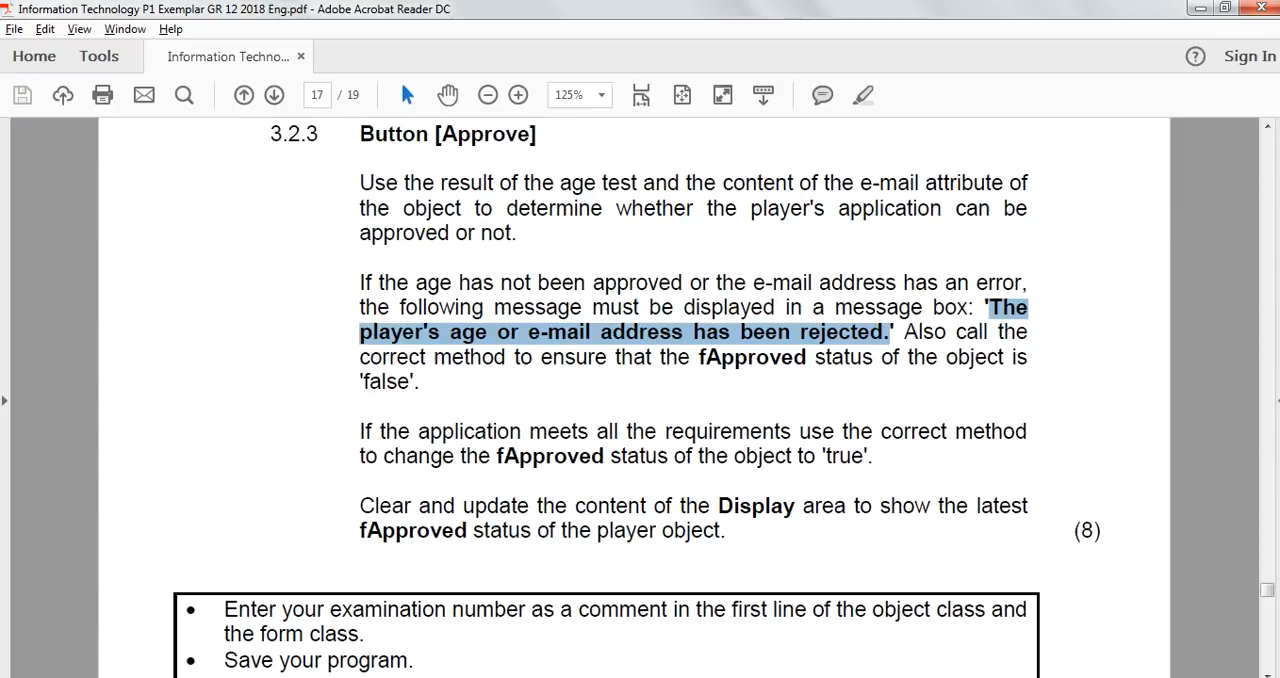 Information Technology P1 Exemplar GR 12 2018 Eng.pdf - Adobe Acrobat Reader DC
File Edit View Window Help
Home Tools Information Techno... × ? Sign In
17 / 19 125%
3.2.3 Button [Approve]
Use the result of the age test and the content of the e-mail attribute of
the object to determine whether the player's application can be
approved or not.
If the age has not been approved or the e-mail address has an error,
the following message must be displayed in a message box: 'The
player's age or e-mail address has been rejected.' Also call the
correct method to ensure that the fApproved status of the object is
'false'.
If the application meets all the requirements use the correct method
to change the fApproved status of the object to 'true'.
Clear and update the content of the Display area to show the latest
fApproved status of the player object. (8)
• Enter your examination number as a comment in the first line of the object class and
the form class.
• Save your program.